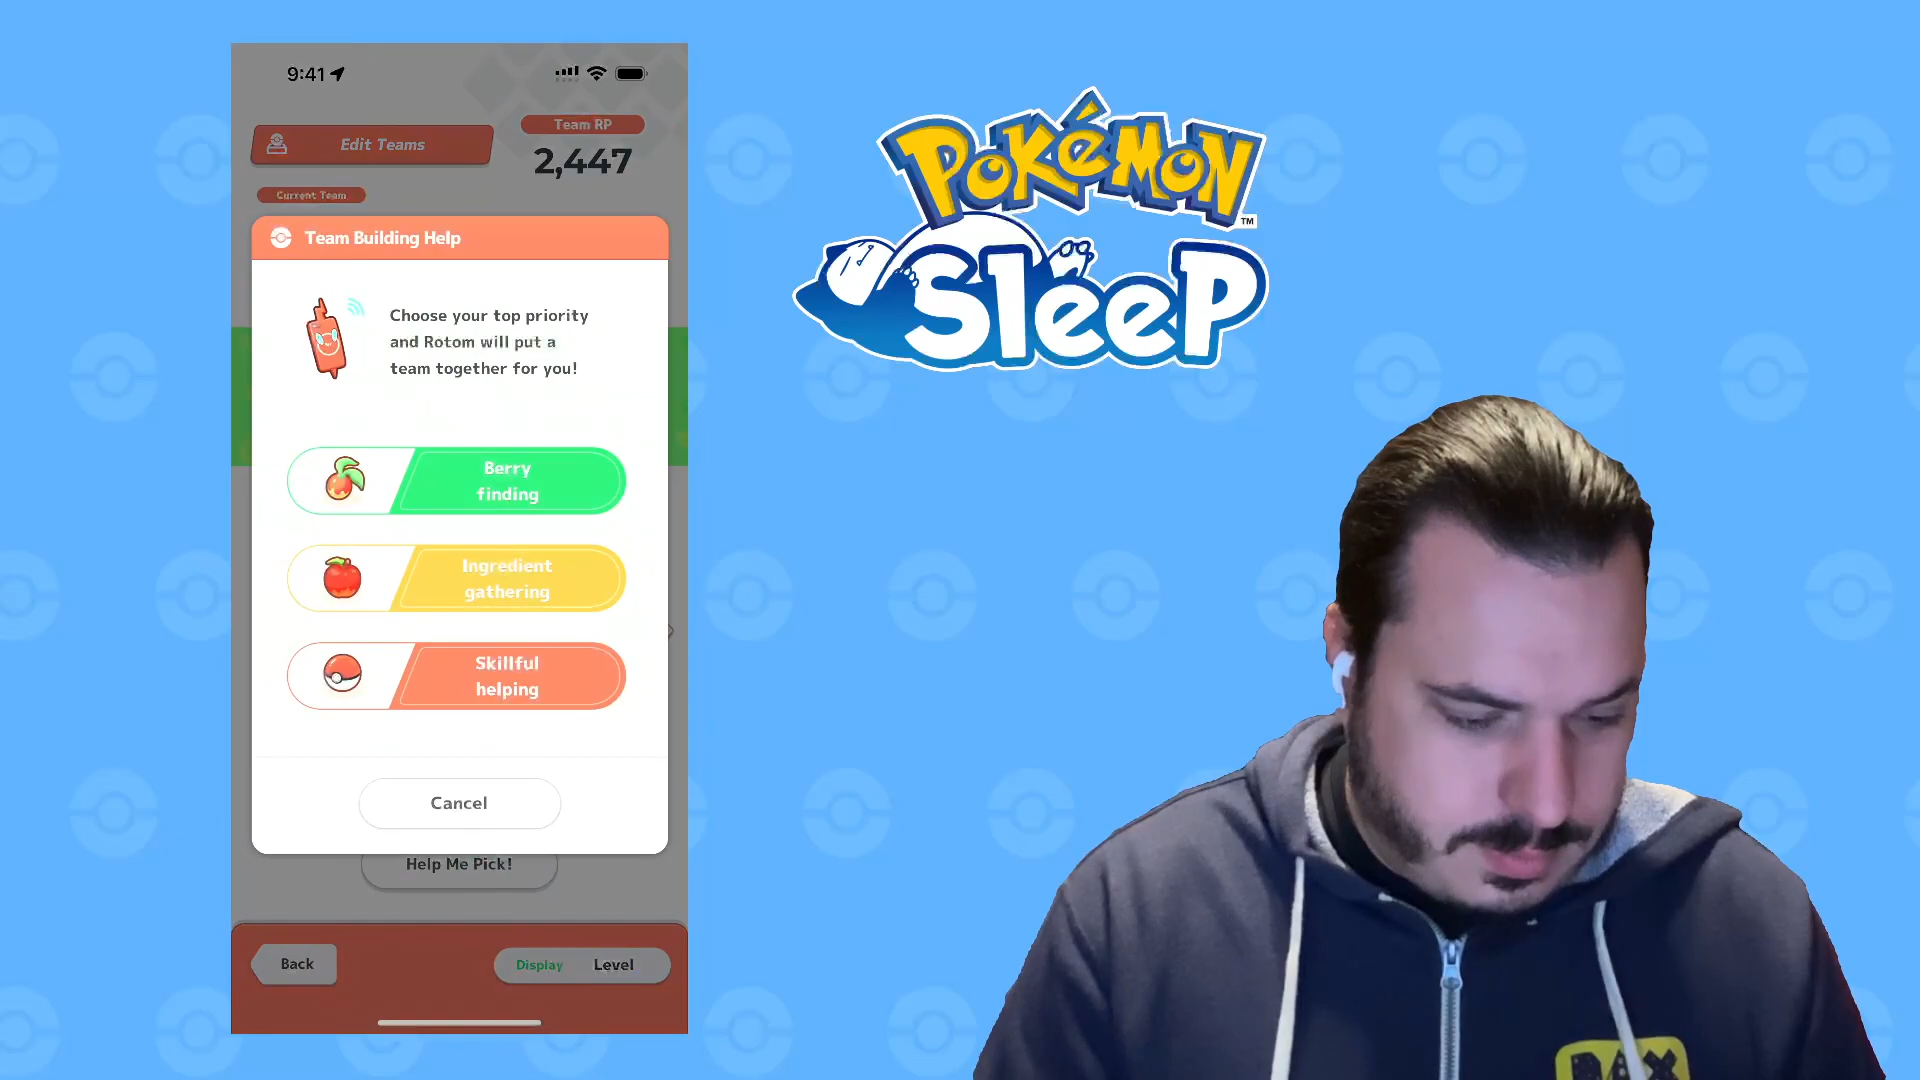 9:41
Edit Teams
Team RP
2,447
Current Team
Team Building Help
Choose your top priority
and Rotom will put a
team together for you!
Berry
finding
Ingredient
gathering
Skillful
helping
Cancel
Help Me Pick!
Back
Display
Level
POKéMON
TM
Sleep